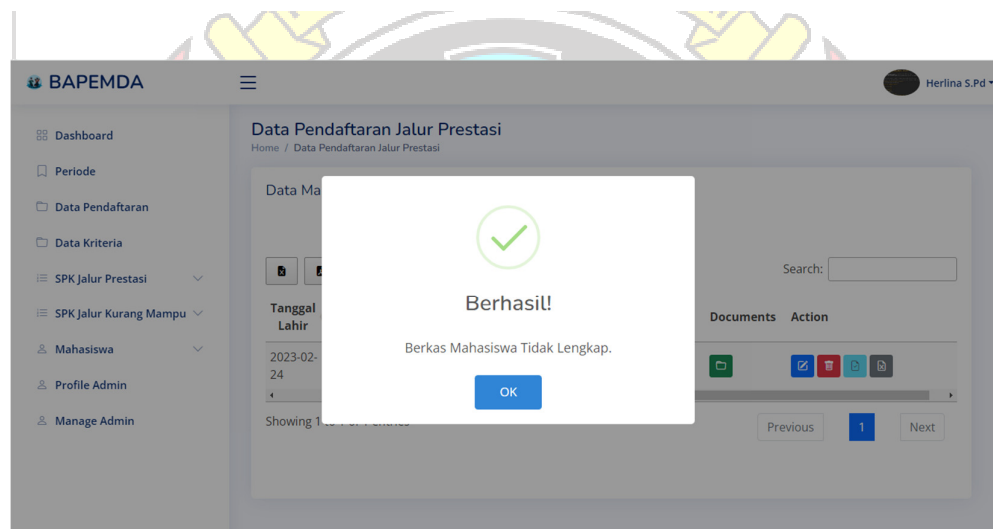 BAPEMDA
Herlina S.Pd
Dashboard
Periode
Data Pendaftaran
Data Kriteria
SPK Jalur Prestasi
SPK Jalur Kurang Mampu
Mahasiswa
Profile Admin
Manage Admin
Data Pendaftaran Jalur Prestasi
Home / Data Pendaftaran Jalur Prestasi
Data Ma
Search:
Tanggal
Lahir
Documents Action
2023-02-
24
Berhasil!
Berkas Mahasiswa Tidak Lengkap.
OK
Showing 1
Previous 1 Next